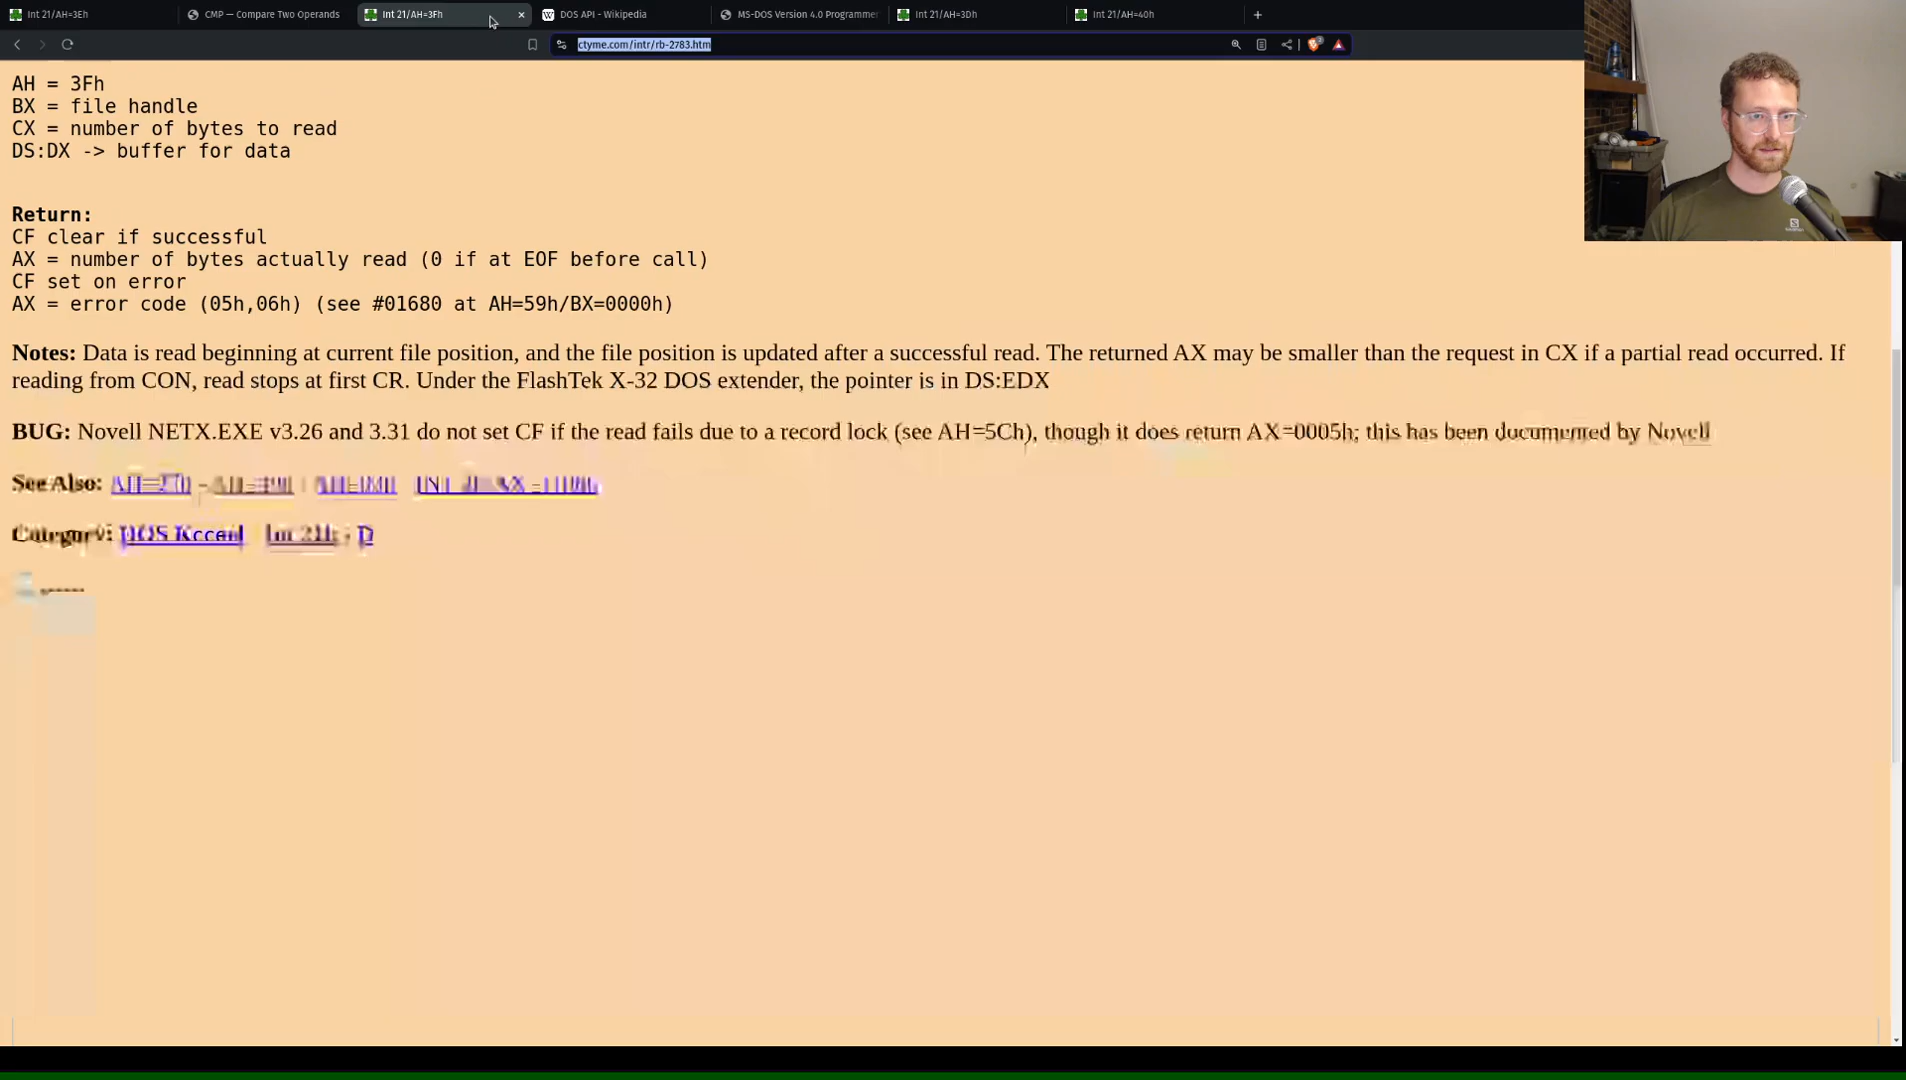 Int 21/AH=3Eh
CMP — Compare Two Operands
Int 21/AH=3Fh
DOS API - Wikipedia
MS-DOS Version 4.0 Programmer
Int 21/AH=3Dh
Int 21/AH=40h
ctyme.com/intr/rb-2783.htm
AH = 3Fh
BX = file handle
CX = number of bytes to read
DS:DX -> buffer for data
Return:
CF clear if successful
AX = number of bytes actually read (0 if at EOF before call)
CF set on error
AX = error code (05h,06h) (see #01680 at AH=59h/BX=0000h)
Notes: Data is read beginning at current file position, and the file position is updated after a successful read. The returned AX may be smaller than the request in CX if a partial read occurred. If
reading from CON, read stops at first CR. Under the FlashTek X-32 DOS extender, the pointer is in DS:EDX
BUG: Novell NETX.EXE v3.26 and 3.31 do not set CF if the read fails due to a record lock (see AH=5Ch), though it does return AX=0005h; this has been documented by Novell
See Also:
Category: DOS